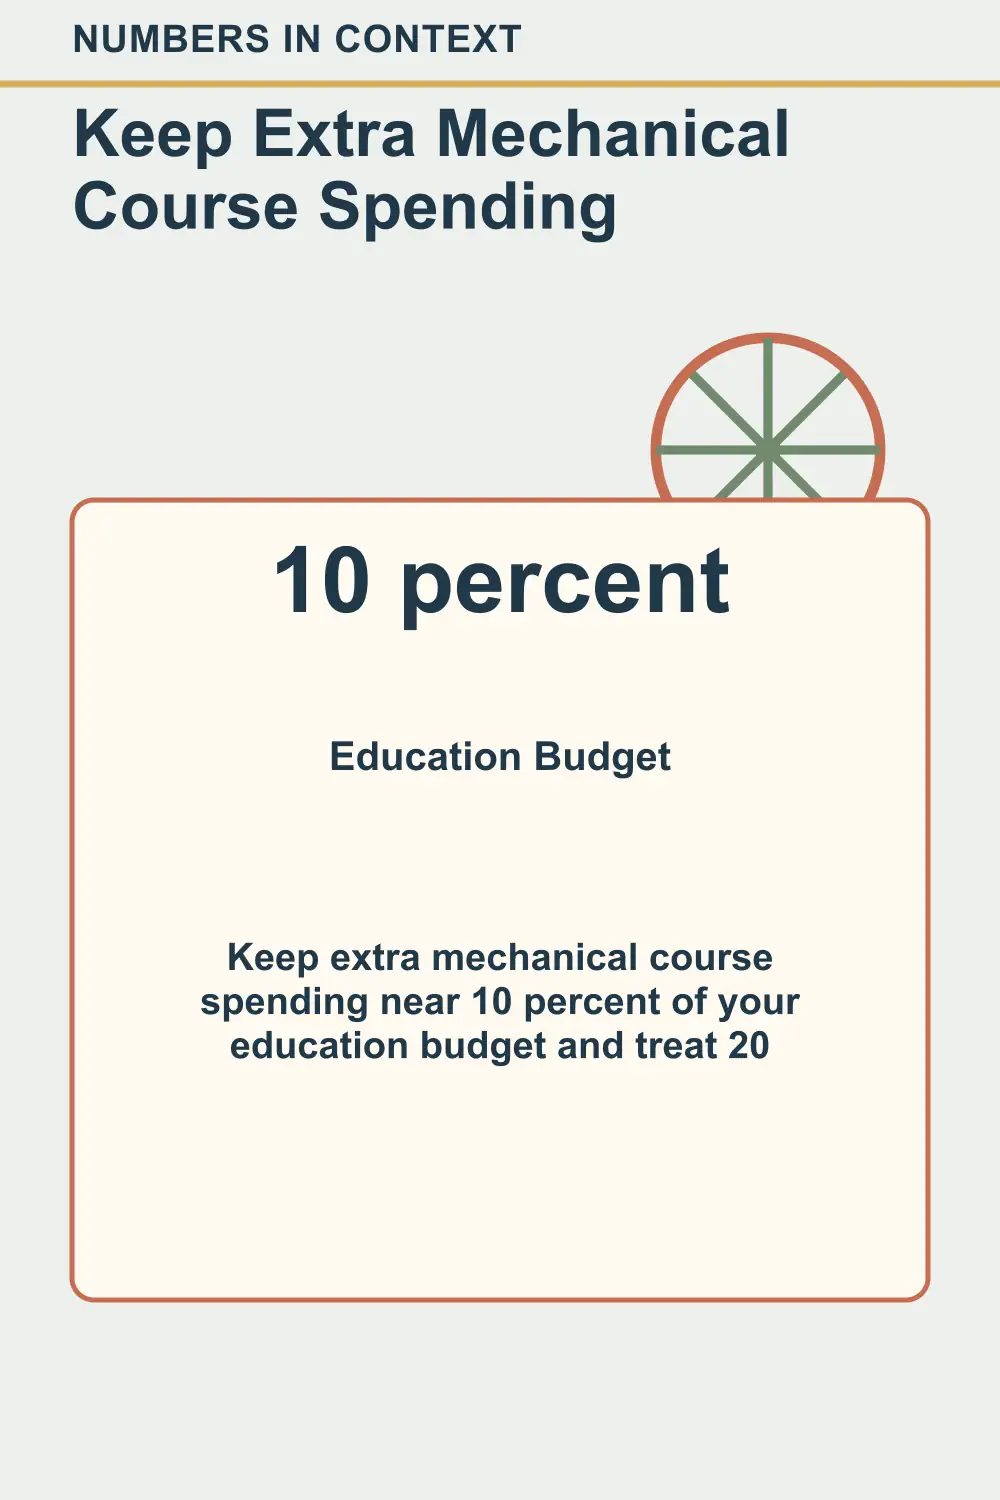 NUMBERS IN CONTEXT
Keep Extra Mechanical
Course Spending
10 percent
Education Budget
Keep extra mechanical course
spending near 10 percent of your
education budget and treat 20